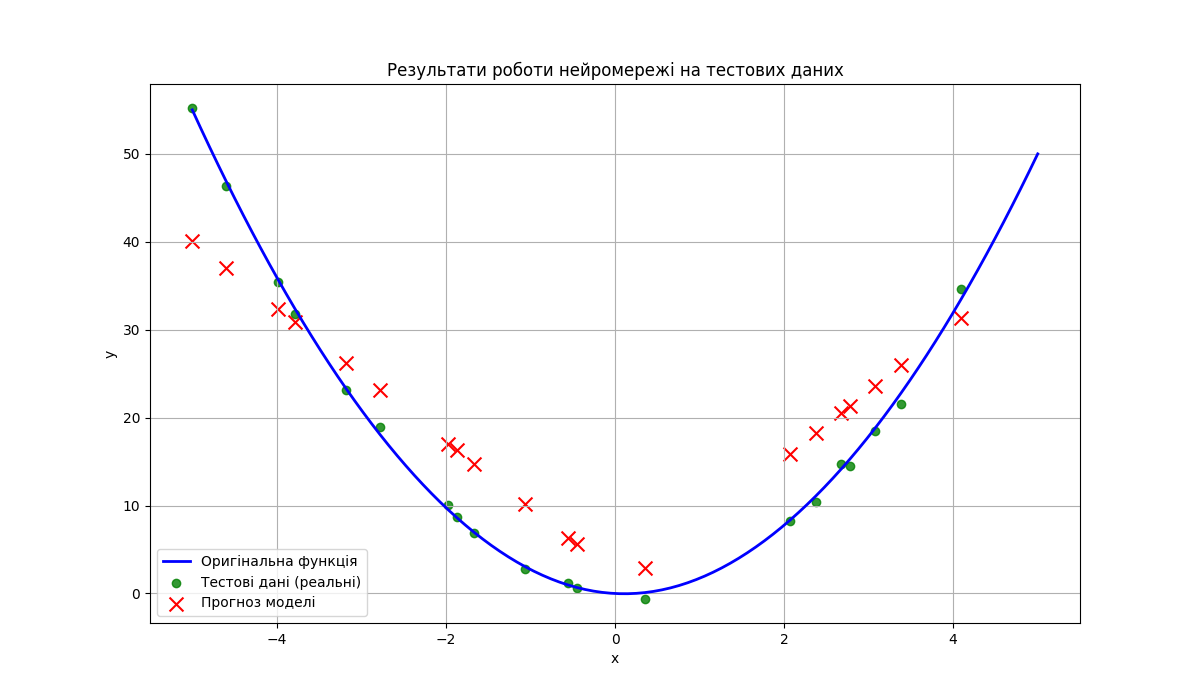 Результати роботи нейромережі на тестових даних
50
40
30
20
10
0
y
Оригінальна функція
Тестові дані (реальні)
Прогноз моделі
−4
−2
0
2
4
x